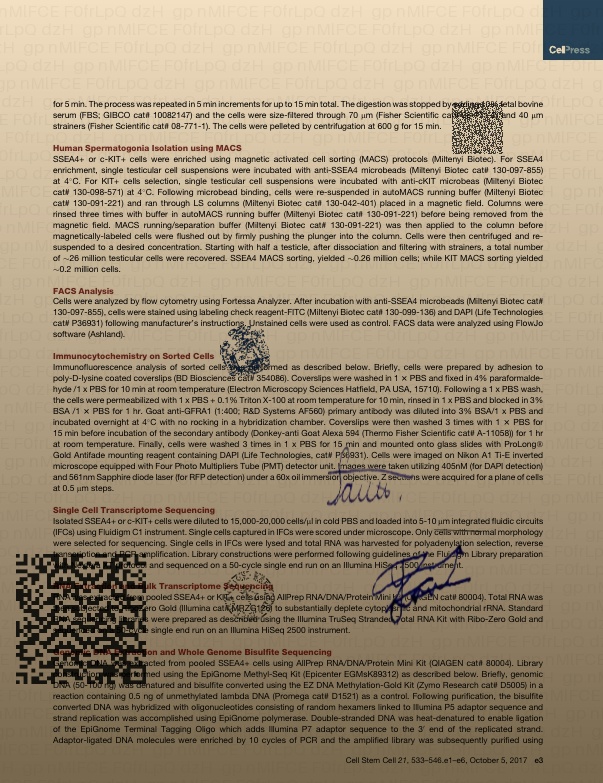 CellPress
for 5 min. The process was repeated in 5 min increments for up to 15 min total. The digestion was stopped by adding 10% fetal bovine
serum (FBS; GIBCO cat# 10082147) and the cells were size-filtered through 70 μm (Fisher Scientific and 40 μm
strainers (Fisher Scientific cat# 08-771-1). The cells were pelleted by centrifugation at 600 g for 15 min.
Human Spermatogonia Isolation using MACS
SSEA4+ or c-KIT+ cells were enriched using magnetic activated cell sorting (MACS) protocols (Miltenyi Biotec). For SSEA4
enrichment, single testicular cell suspensions were incubated with anti-SSEA4 microbeads (Miltenyi Biotec cat# 130-097-855)
at 4°C. For KIT+ cells selection, single testicular cell suspensions were incubated with anti-cKIT microbeas (Miltenyi Biotec
cat# 130-098-571) at 4°C. Following microbead binding, cells were re-suspended in autoMACS running buffer (Miltenyi Biotec
cat# 130-091-221) and ran through LS columns (Miltenyi Biotec cat# 130-042-401) placed in a magnetic field. Columns were
rinsed three times with buffer in autoMACS running buffer (Miltenyi Biotec cat# 130-091-221) before being removed from the
magnetic field. MACS running/separation buffer (Miltenyi Biotec cat# 130-091-221) was then applied to the column before
magnetically-labeled cells were flushed out by firmly pushing the plunger into the column. Cells were then centrifuged and re-
suspended to a desired concentration. Starting with half a testicle, after dissociation and filtering with strainers, a total number
of ~26 million testicular cells were recovered. SSEA4 MACS sorting, yielded ~0.26 million cells; while KIT MACS sorting yielded
~0.2 million cells.
FACS Analysis
Cells were analyzed by flow cytometry using Fortessa Analyzer. After incubation with anti-SSEA4 microbeads (Miltenyi Biotec cat#
130-097-855), cells were stained using labeling check reagent-FITC (Miltenyi Biotec cat# 130-099-136) and DAPI (Life Technologies
cat# P36931) following manufacturer's instructions. Unstained cells were used as control. FACS data were analyzed using FlowJo
software (Ashland).
Immunocytochemistry on Sorted Cells
Immunofluorescence analysis of sorted cells was performed as described below. Briefly, cells were prepared by adhesion to
poly-D-lysine coated coverslips (BD Biosciences cat# 354086). Coverslips were washed in 1 × PBS and fixed in 4% paraformalde-
hyde /1 x PBS for 10 min at room temperature (Electron Microscopy Sciences Hatfield, PA USA, 15710). Following a 1 x PBS wash,
the cells were permeabilized with 1 x PBS + 0.1% Triton X-100 at room temperature for 10 min, rinsed in 1 x PBS and blocked in 3%
BSA /1 × PBS for 1 hr. Goat anti-GFRA1 (1:400; R&D Systems AF560) primary antibody was diluted into 3% BSA/1 x PBS and
incubated overnight at 4°C with no rocking in a hybridization chamber. Coverslips were then washed 3 times with 1 × PBS for
15 min before incubation of the secondary antibody (Donkey-anti Goat Alexa 594 (Thermo Fisher Scientific cat# A-11058)) for 1 hr
at room temperature. Finally, cells were washed 3 times in 1 x PBS for 15 min and mounted onto glass slides with ProLong®
Gold Antifade mounting reagent containing DAPI (Life Technologies, cat# P36931). Cells were imaged on Nikon A1 Ti-E inverted
microscope equipped with Four Photo Multipliers Tube (PMT) detector unit. Images were taken utilizing 405nM (for DAPI detection)
and 561nm Sapphire diode laser (for RFP detection) under a 60x oil immersion objective. Z sections were acquired for a plane of cells
at 0.5 μm steps.
Single Cell Transcriptome Sequencing
Isolated SSEA4+ or c-KIT+ cells were diluted to 15,000-20,000 cells/μl in cold PBS and loaded into 5-10 μm integrated fluidic circuits
(IFCs) using Fluidigm C1 instrument. Single cells captured in IFCs were scored under microscope. Only cells with normal morphology
were selected for sequencing. Single cells in IFCs were lysed and total RNA was harvested for polyadenylation selection, reverse
transcription and PCR amplification. Library constructions were performed following guidelines of the Fluidigm Library preparation
protocol and sequenced on a 50-cycle single end run on an Illumina HiSeq 2500 instrument.
Bulk Transcriptome Sequencing
RNA was extracted from pooled SSEA4+ or KIT+ cells using AllPrep RNA/DNA/Protein Mini Kit (QIAGEN cat# 80004). Total RNA was
Zero Gold (Illumina cat# MRZG126) to substantially deplete cytoplasmic and mitochondrial rRNA. Standard
RNA sequencing libraries were prepared as described using the Illumina TruSeq Stranded Total RNA Kit with Ribo-Zero Gold and
50-cycle single end run on an Illumina HiSeq 2500 instrument.
Genomic DNA Extraction and Whole Genome Bisulfite Sequencing
Genomic DNA was extracted from pooled SSEA4+ cells using AllPrep RNA/DNA/Protein Mini Kit (QIAGEN cat# 80004). Library
construction was performed using the EpiGnome Methyl-Seq Kit (Epicenter EGMsK89312) as described below. Briefly, genomic
DNA (50-100 ng) was denatured and bisulfite converted using the EZ DNA Methylation-Gold Kit (Zymo Research cat# D5005) in a
reaction containing 0.5 ng of unmethylated lambda DNA (Promega cat# D1521) as a control. Following purification, the bisulfite
converted DNA was hybridized with oligonucleotides consisting of random hexamers linked to Illumina P5 adaptor sequence and
strand replication was accomplished using EpiGnome polymerase. Double-stranded DNA was heat-denatured to enable ligation
of the EpiGnome Terminal Tagging Oligo which adds Illumina P7 adaptor sequence to the 3' end of the replicated strand.
Adaptor-ligated DNA molecules were enriched by 10 cycles of PCR and the amplified library was subsequently purified using
Cell Stem Cell 21, 533–546.e1–e6, October 5, 2017 e3